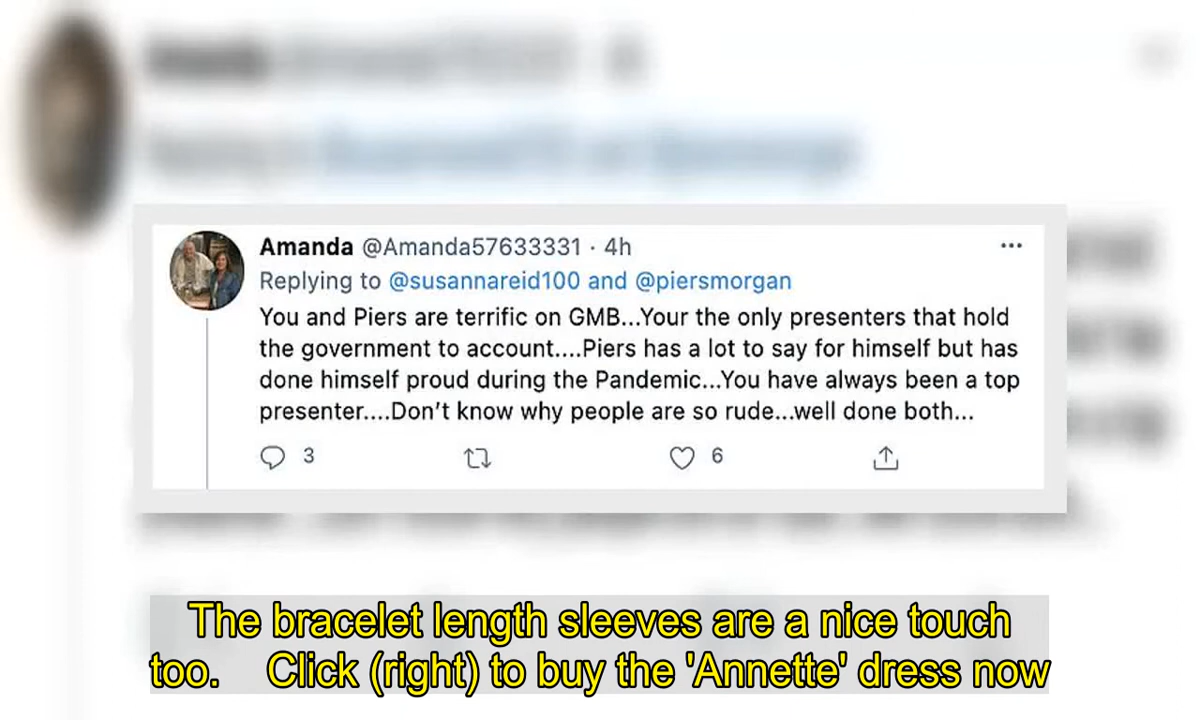 Amanda @Amanda57633331 · 4h
Replying to @susannareid100 and @piersmorgan
You and Piers are terrific on GMB...Your the only presenters that hold
the government to account....Piers has a lot to say for himself but has
done himself proud during the Pandemic...You have always been a top
presenter....Don't know why people are so rude...well done both...
3 6
The bracelet length sleeves are a nice touch
too. Click (right) to buy the 'Annette' dress now